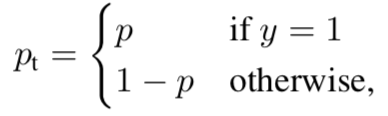 p_t = { p if y = 1
1 − p otherwise,